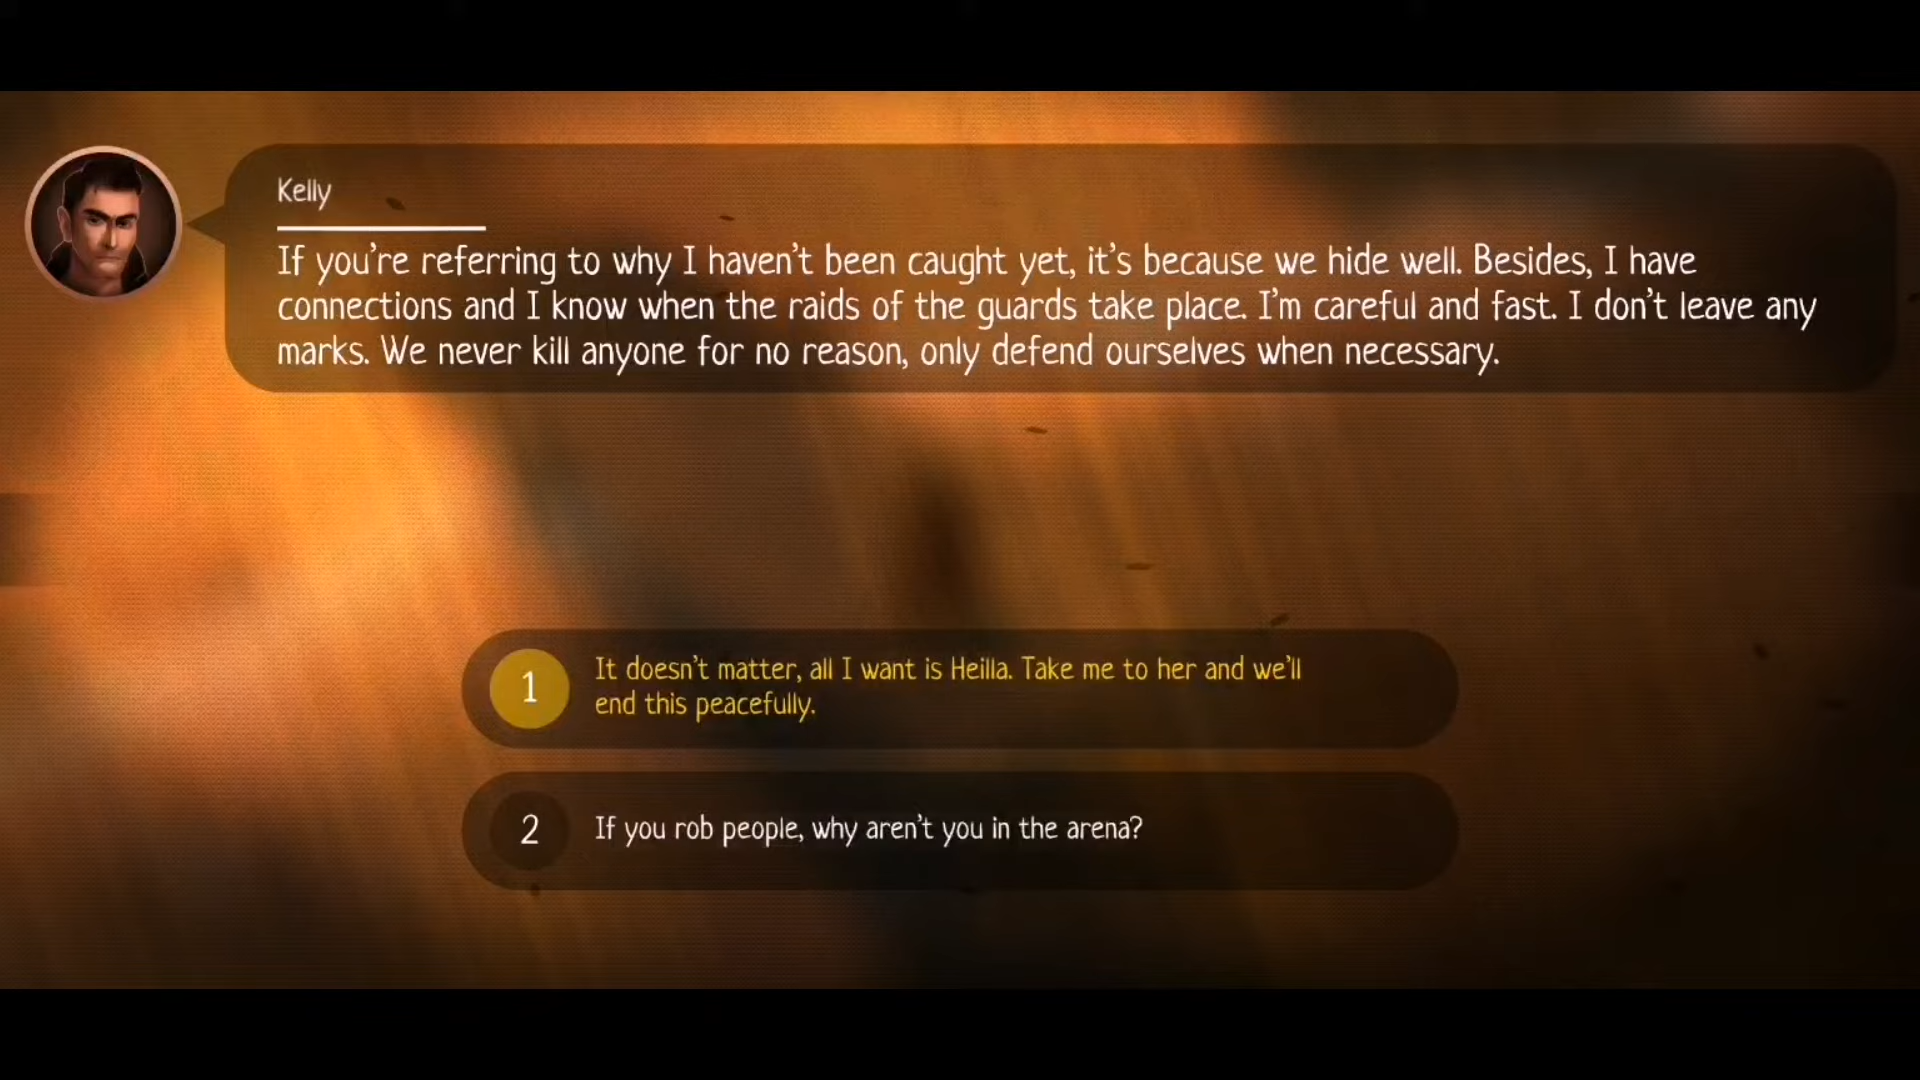 Kelly
If you're referring to why I haven't been caught yet, it's because we hide well. Besides, I have
connections and I know when the raids of the guards take place. I'm careful and fast. I don't leave any
marks. We never kill anyone for no reason, only defend ourselves when necessary.
1
It doesn't matter, all I want is Heilla. Take me to her and we'll
end this peacefully.
2
If you rob people, why aren't you in the arena?